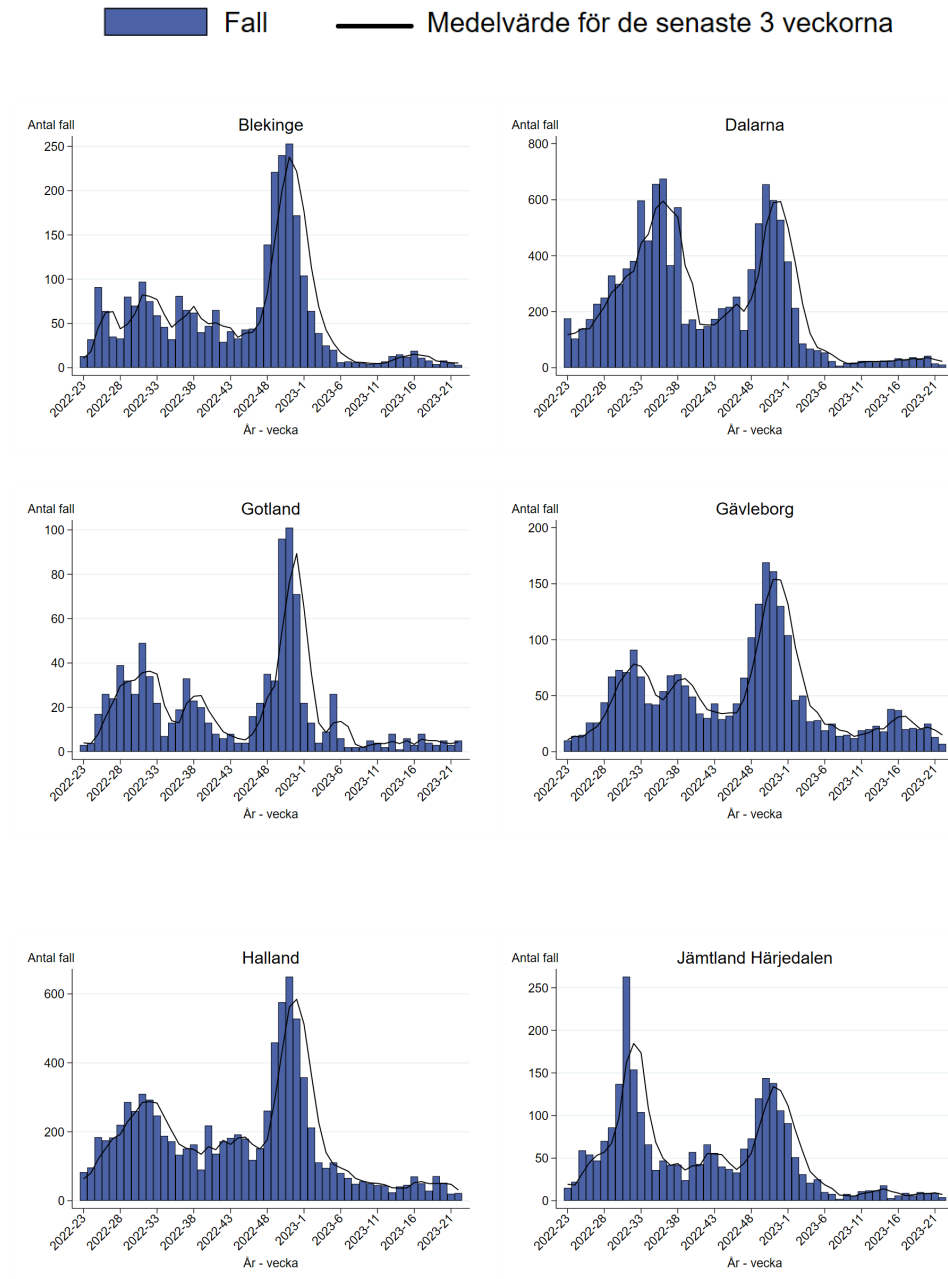 Fall Medelvärde för de senaste 3 veckorna
Antal fall
Blekinge
250
200
150
100
50
0
2022-23 2022-28 2022-33 2022-38 2022-43 2022-48 2023-1 2023-6 2023-11 2023-16 2023-21
År - vecka
Antal fall
Dalarna
800
600
400
200
0
2022-23 2022-28 2022-33 2022-38 2022-43 2022-48 2023-1 2023-6 2023-11 2023-16 2023-21
År - vecka
Antal fall
Gotland
100
80
60
40
20
0
2022-23 2022-28 2022-33 2022-38 2022-43 2022-48 2023-1 2023-6 2023-11 2023-16 2023-21
År - vecka
Antal fall
Gävleborg
200
150
100
50
0
2022-23 2022-28 2022-33 2022-38 2022-43 2022-48 2023-1 2023-6 2023-11 2023-16 2023-21
År - vecka
Antal fall
Halland
600
400
200
0
2022-23 2022-28 2022-33 2022-38 2022-43 2022-48 2023-1 2023-6 2023-11 2023-16 2023-21
År - vecka
Antal fall
Jämtland Härjedalen
250
200
150
100
50
0
2022-23 2022-28 2022-33 2022-38 2022-43 2022-48 2023-1 2023-6 2023-11 2023-16 2023-21
År - vecka